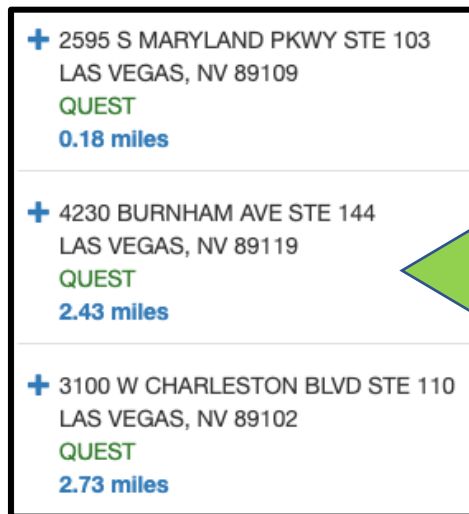 + 2595 S MARYLAND PKWY STE 103
LAS VEGAS, NV 89109
QUEST
0.18 miles
+ 4230 BURNHAM AVE STE 144
LAS VEGAS, NV 89119
QUEST
2.43 miles
+ 3100 W CHARLESTON BLVD STE 110
LAS VEGAS, NV 89102
QUEST
2.73 miles